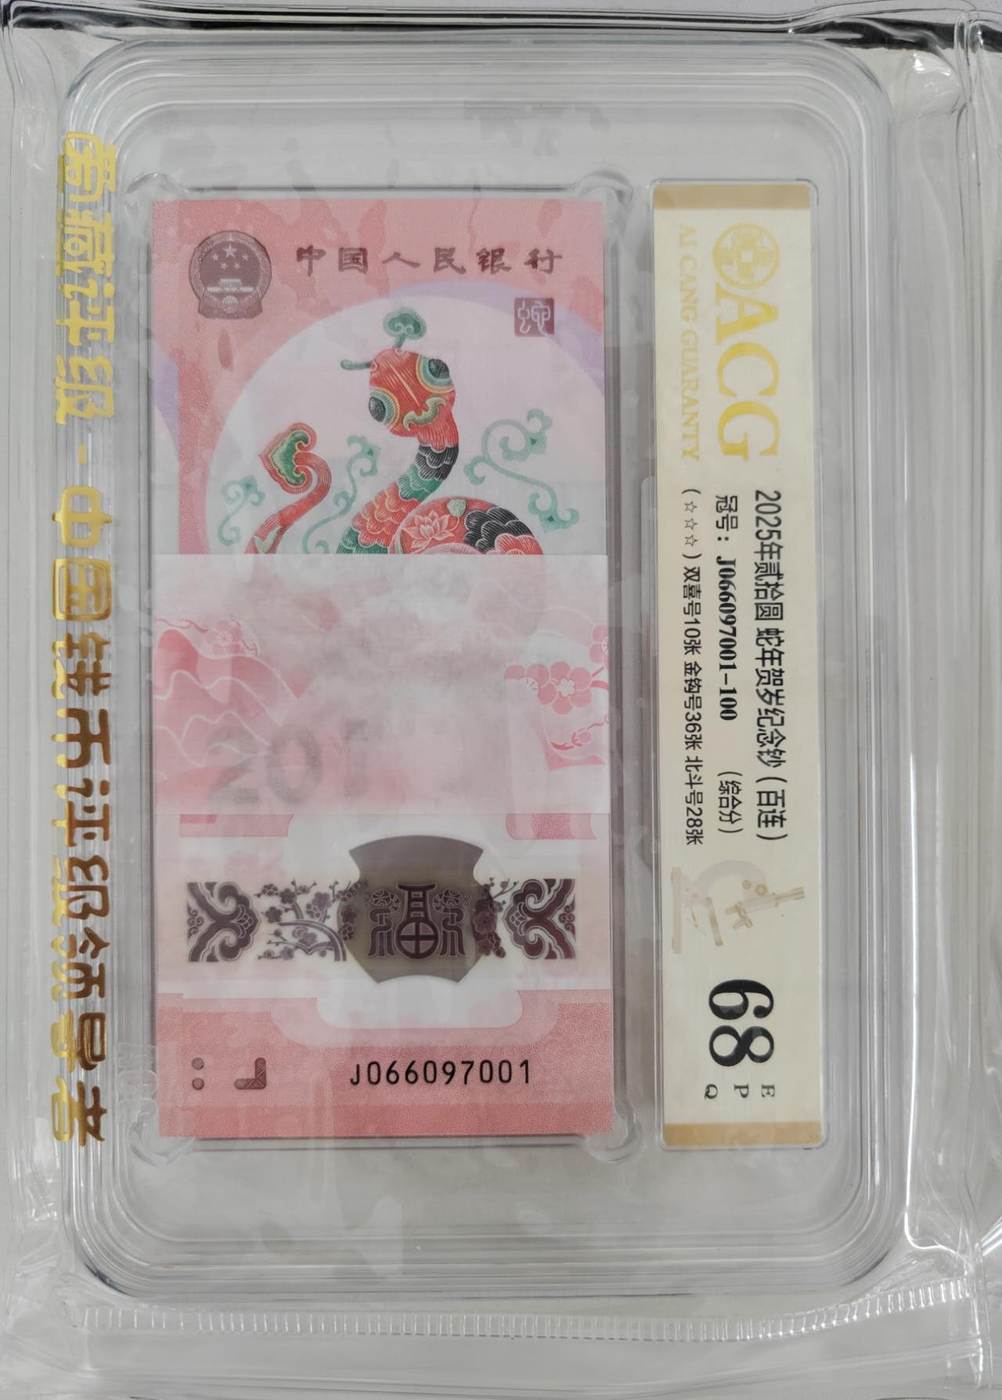 爱藏评级-中国钱币评级领导者
中国人民银行
蛇
201
福
J066097001
ACG
AI CANG GUARANTY
2025年贰拾圆 蛇年贺岁纪念钞(百连)
冠号:J066097001-100 (综合分)
(☆☆☆)双喜号10张 金钩号36张 北斗号28张
68
E
P
Q